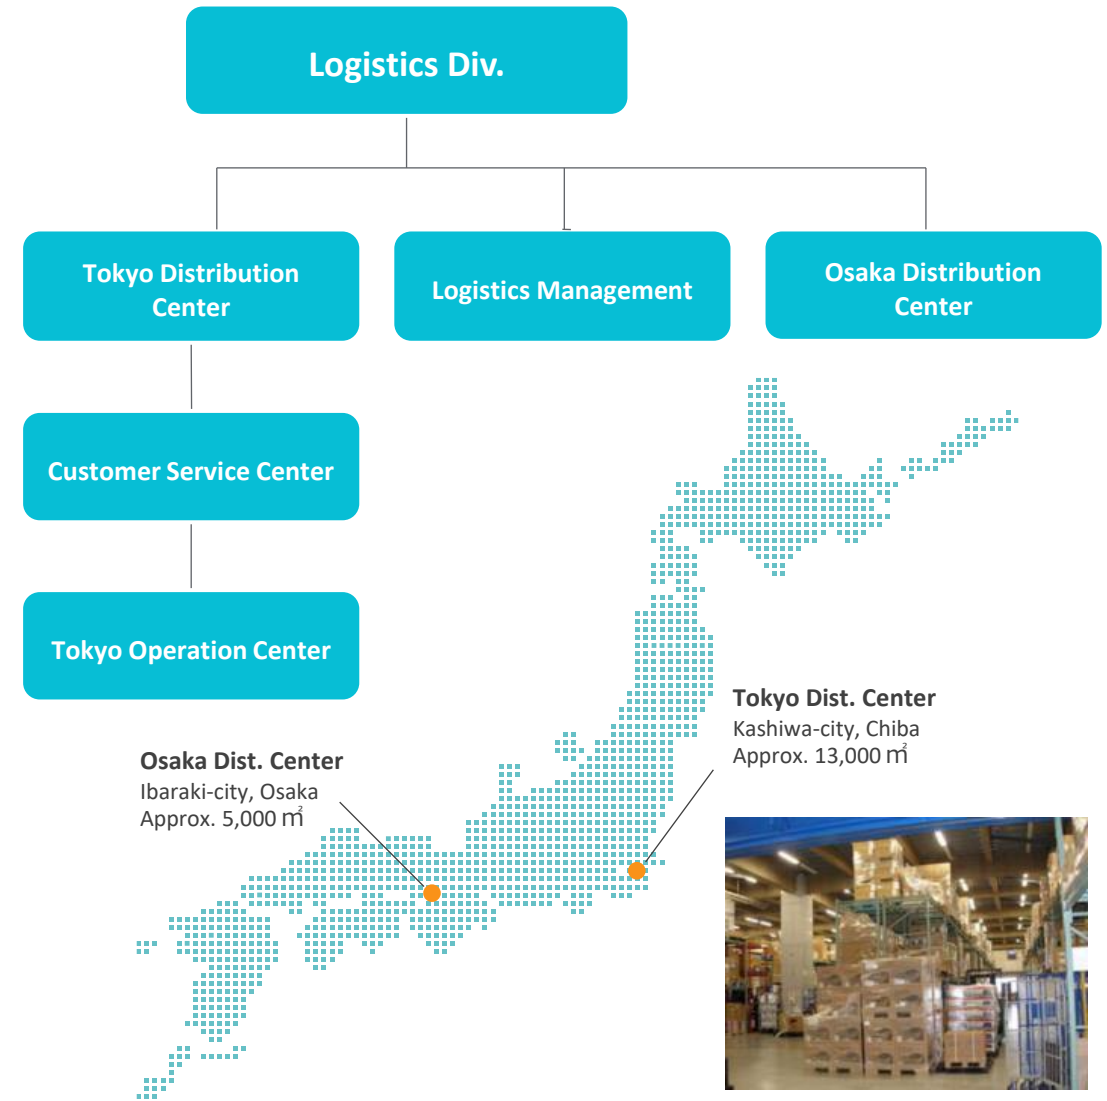 Logistics Div.
Tokyo Distribution
Center
Logistics Management
Osaka Distribution
Center
Customer Service Center
Tokyo Operation Center
Tokyo Dist. Center
Kashiwa-city, Chiba
Approx. 13,000 ㎡
Osaka Dist. Center
Ibaraki-city, Osaka
Approx. 5,000 ㎡